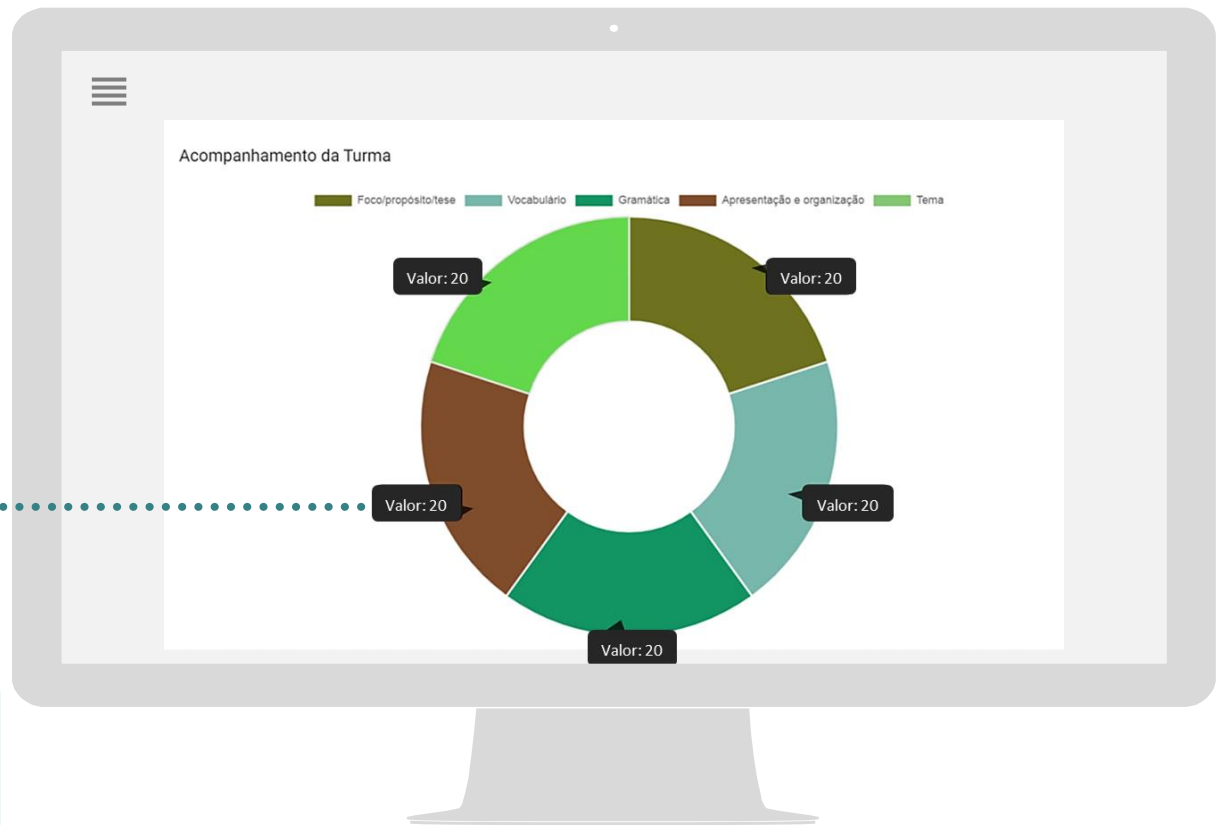 Acompanhamento da Turma
Foco/propósito/tese Vocabulário Gramática Apresentação e organização Tema
Valor: 20 Valor: 20
Valor: 20 Valor: 20
Valor: 20